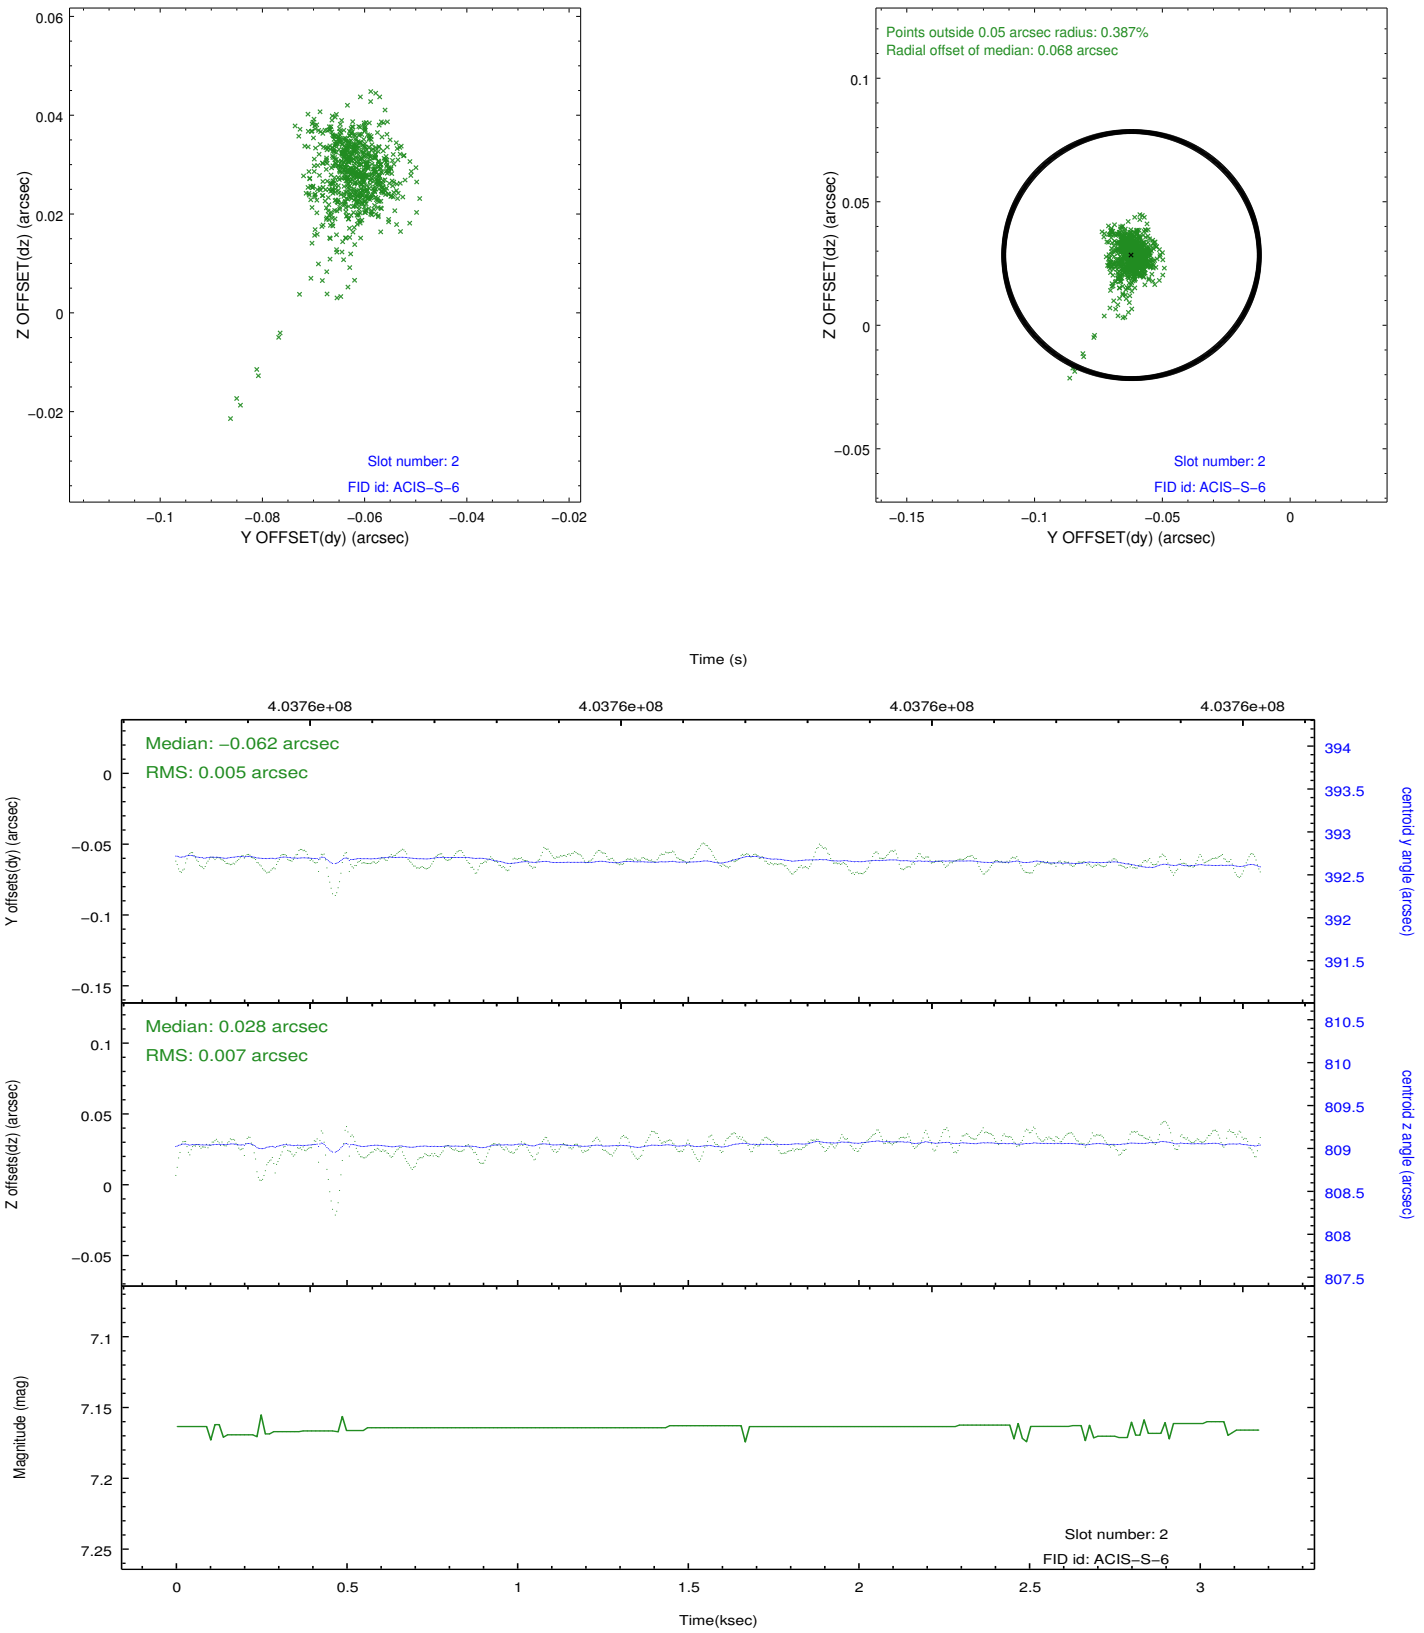 0.06
0.04
0.02
0
−0.02
Z OFFSET(dz) (arcsec)
Slot number: 2
FID id: ACIS−S−6
−0.1
−0.08
−0.06
−0.04
−0.02
Y OFFSET(dy) (arcsec)
Points outside 0.05 arcsec radius: 0.387%
Radial offset of median: 0.068 arcsec
0.1
0.05
0
−0.05
Z OFFSET(dz) (arcsec)
Slot number: 2
FID id: ACIS−S−6
−0.15
−0.1
−0.05
0
Y OFFSET(dy) (arcsec)
Time (s)
4.0376e+08
4.0376e+08
4.0376e+08
4.0376e+08
Median: −0.062 arcsec
RMS: 0.005 arcsec
0
−0.05
−0.1
−0.15
Y offsets(dy) (arcsec)
394
393.5
393
392.5
392
391.5
centroid y angle (arcsec)
Median: 0.028 arcsec
RMS: 0.007 arcsec
0.1
0.05
0
−0.05
Z offsets(dz) (arcsec)
810.5
810
809.5
809
808.5
808
807.5
centroid z angle (arcsec)
7.1
7.15
7.2
7.25
Magnitude (mag)
Slot number: 2
FID id: ACIS−S−6
0
0.5
1
1.5
2
2.5
3
Time(ksec)